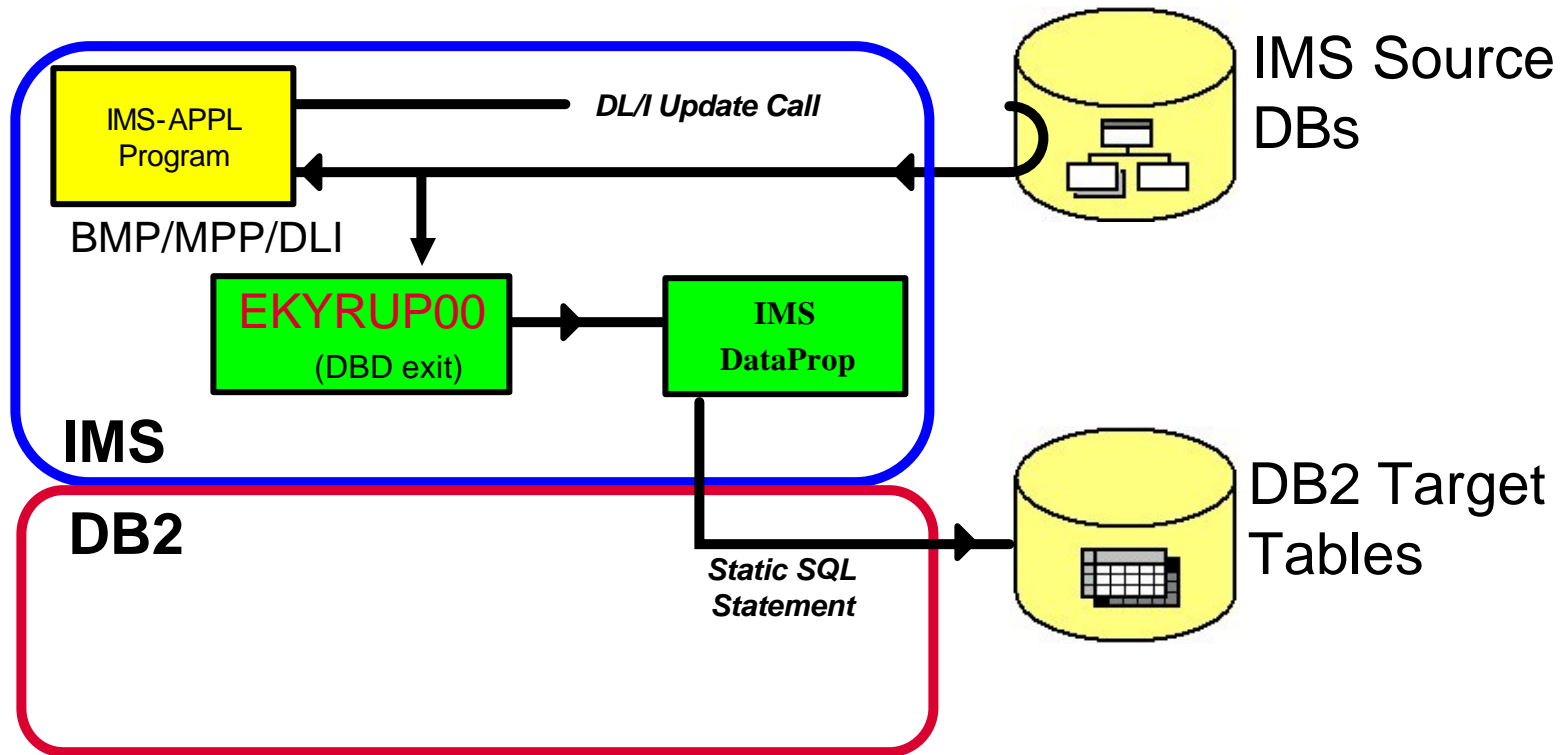 IMS-APPL
Program
DL/I Update Call
IMS Source
DBs
BMP/MPP/DLI
EKYRUP00
(DBD exit)
IMS
DataProp
IMS
DB2
Static SQL
Statement
DB2 Target
Tables